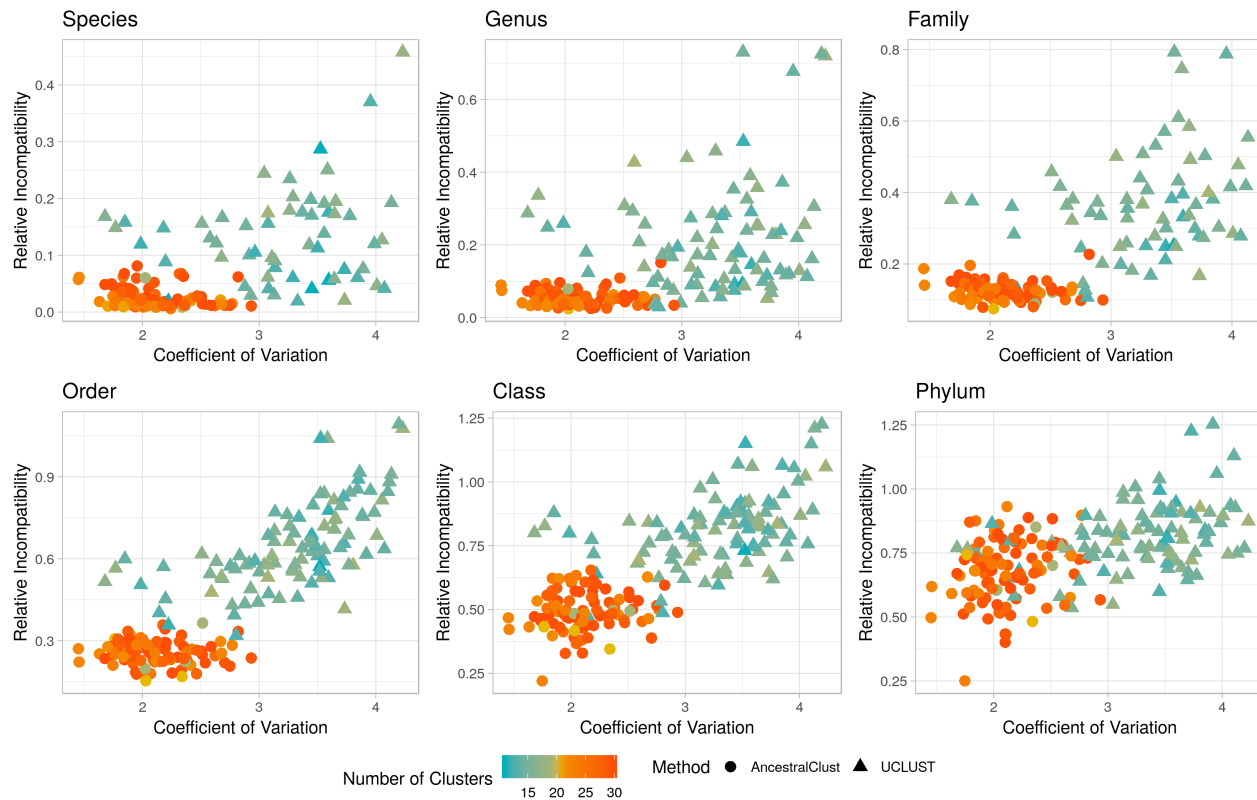 Species
Relative Incompatibility
0.4
0.3
0.2
0.1
0.0
2 3 4
Coefficient of Variation
Genus
Relative Incompatibility
0.6
0.4
0.2
0.0
2 3 4
Coefficient of Variation
Family
Relative Incompatibility
0.8
0.6
0.4
0.2
2 3 4
Coefficient of Variation
Order
Relative Incompatibility
0.9
0.6
0.3
2 3 4
Coefficient of Variation
Class
Relative Incompatibility
1.25
1.00
0.75
0.50
0.25
2 3 4
Coefficient of Variation
Phylum
Relative Incompatibility
1.25
1.00
0.75
0.50
0.25
2 3 4
Coefficient of Variation
Number of Clusters
15 20 25 30
Method AncestralClust UCLUST